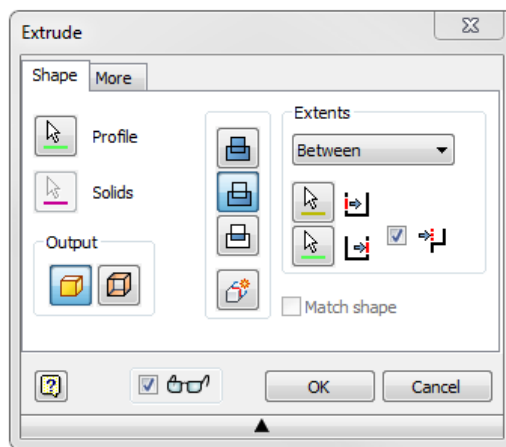 Extrude
Shape
More
Profile
Solids
Output
Extents
Between
Match shape
?
OK
Cancel